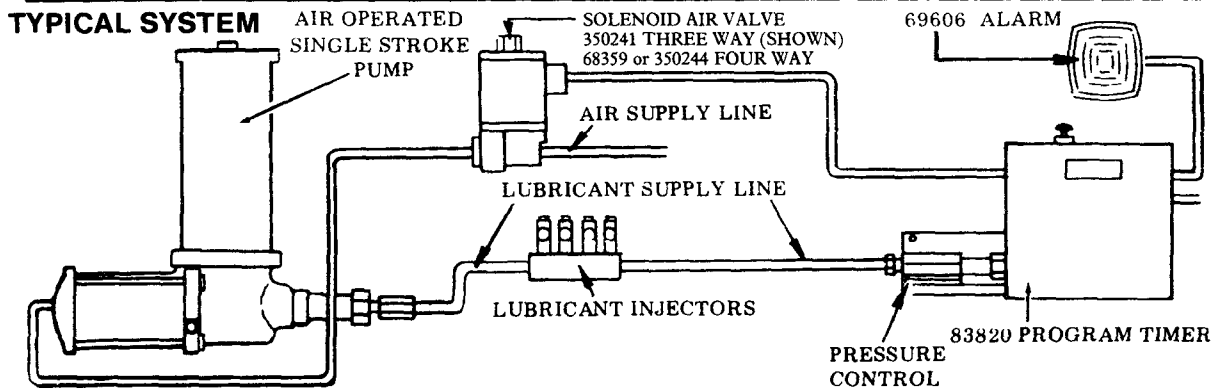 TYPICAL SYSTEM
AIR OPERATED
SINGLE STROKE
PUMP
SOLENOID AIR VALVE
350241 THREE WAY (SHOWN)
68359 or 350244 FOUR WAY
69606 ALARM
AIR SUPPLY LINE
LUBRICANT SUPPLY LINE
LUBRICANT INJECTORS
PRESSURE
CONTROL
83820 PROGRAM TIMER